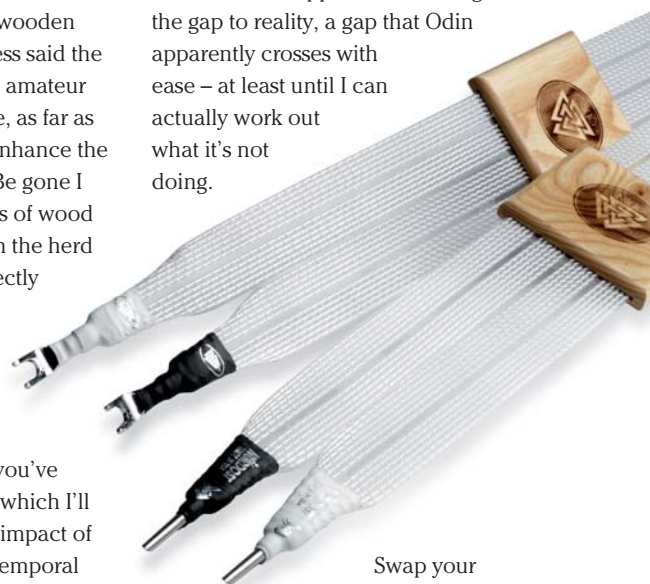 wooden
ess said the
amateur
e, as far as
nhance the
Be gone I
s of wood
n the herd
ectly
you've
which I'll
impact of
emporal
the gap to reality, a gap that Odin
apparently crosses with
ease – at least until I can
actually work out
what it's not
doing.
Swap your